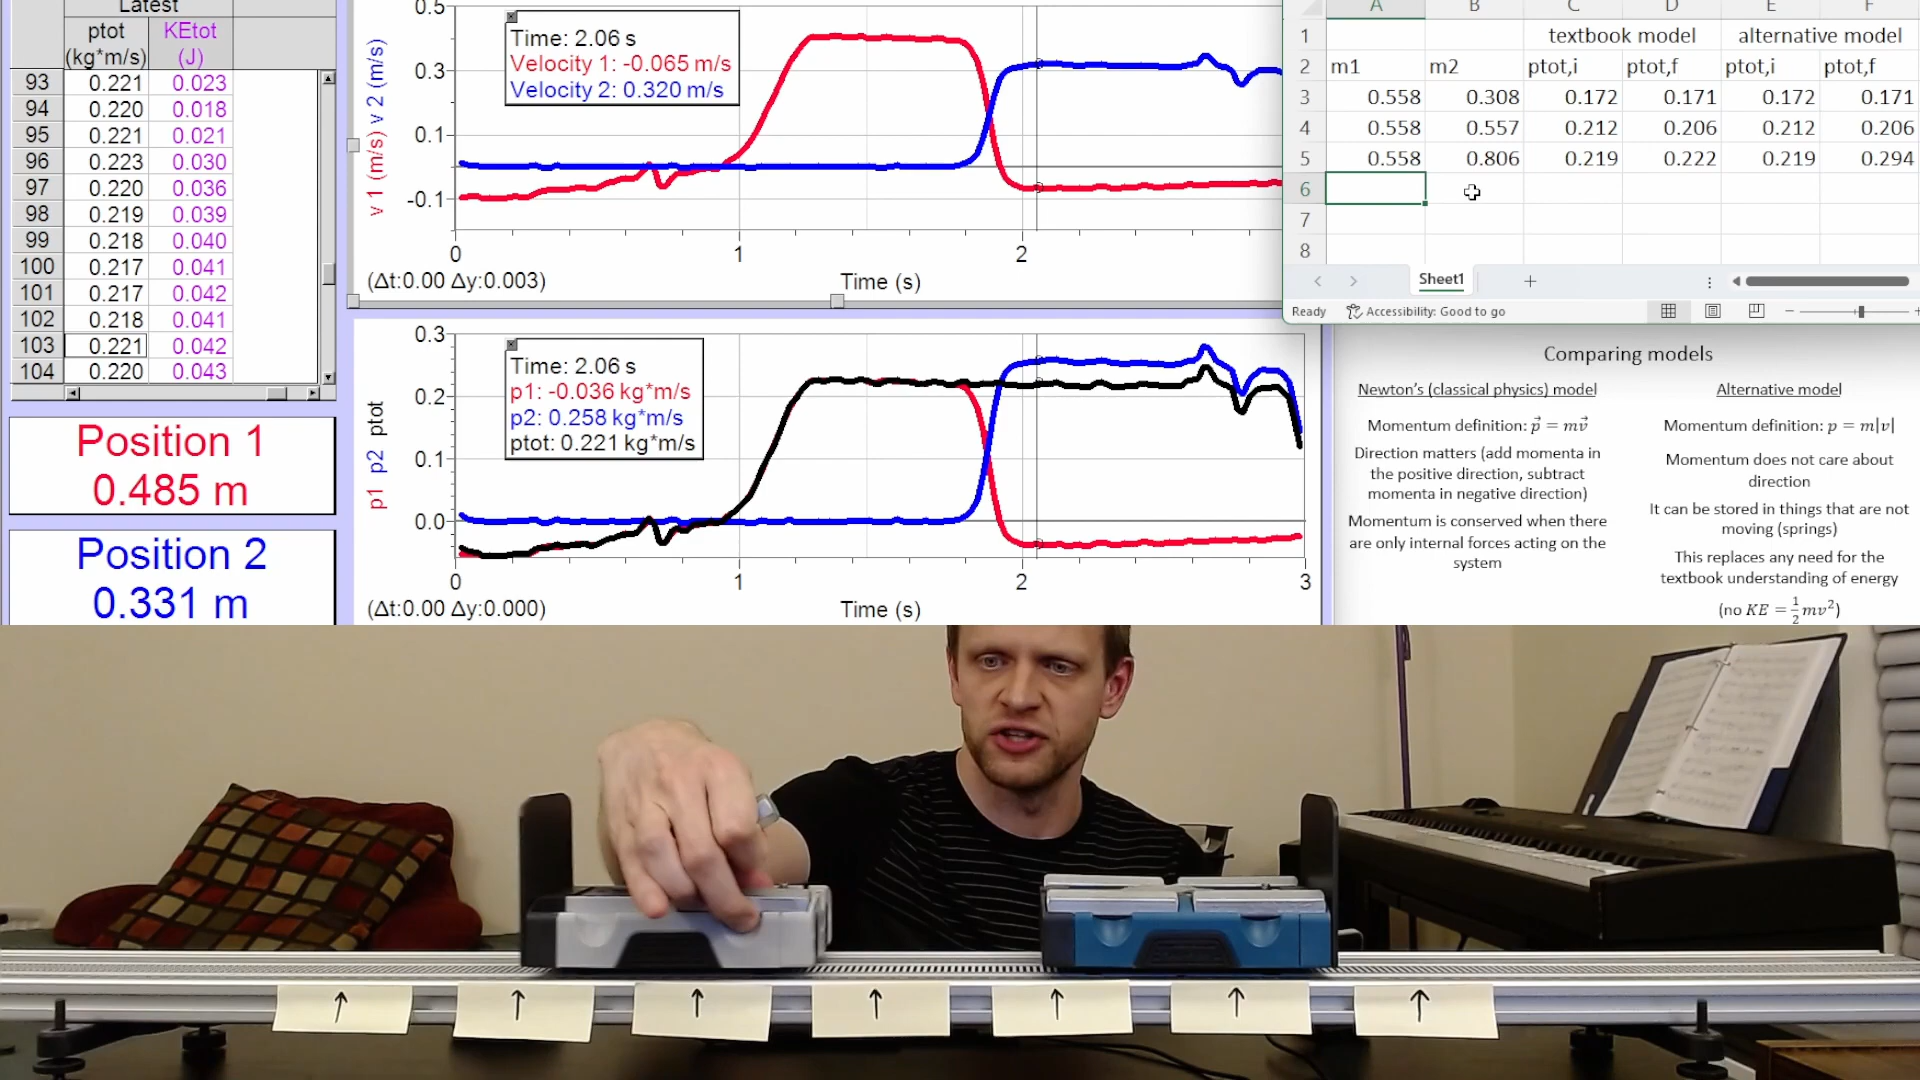 Latest
ptot KEtot
(kg*m/s) (J)
93 0.221 0.023
94 0.220 0.018
95 0.221 0.021
96 0.223 0.030
97 0.220 0.036
98 0.219 0.039
99 0.218 0.040
100 0.217 0.041
101 0.217 0.042
102 0.218 0.041
103 0.221 0.042
104 0.220 0.043
Position 1
0.485 m
Position 2
0.331 m
v 1 (m/s) v 2 (m/s)
0.5
0.3
0.1
-0.1
Time: 2.06 s
Velocity 1: -0.065 m/s
Velocity 2: 0.320 m/s
0 1 2
(Δt:0.00 Δy:0.003) Time (s)
p1 p2 ptot
0.3
0.2
0.1
0.0
Time: 2.06 s
p1: -0.036 kg*m/s
p2: 0.258 kg*m/s
ptot: 0.221 kg*m/s
0 1 2 3
(Δt:0.00 Δy:0.000) Time (s)
A B C D E F
1 textbook model alternative model
2 m1 m2 ptot,i ptot,f ptot,i ptot,f
3 0.558 0.308 0.172 0.171 0.172 0.171
4 0.558 0.557 0.212 0.206 0.212 0.206
5 0.558 0.806 0.219 0.222 0.219 0.294
6
7
8
Sheet1
Ready Accessibility: Good to go
Comparing models
Newton's (classical physics) model
Momentum definition: p⃗ = mv⃗
Direction matters (add momenta in
the positive direction, subtract
momenta in negative direction)
Momentum is conserved when there
are only internal forces acting on the
system
Alternative model
Momentum definition: p = m|v|
Momentum does not care about
direction
It can be stored in things that are not
moving (springs)
This replaces any need for the
textbook understanding of energy
(no KE = 1/2 mv²)